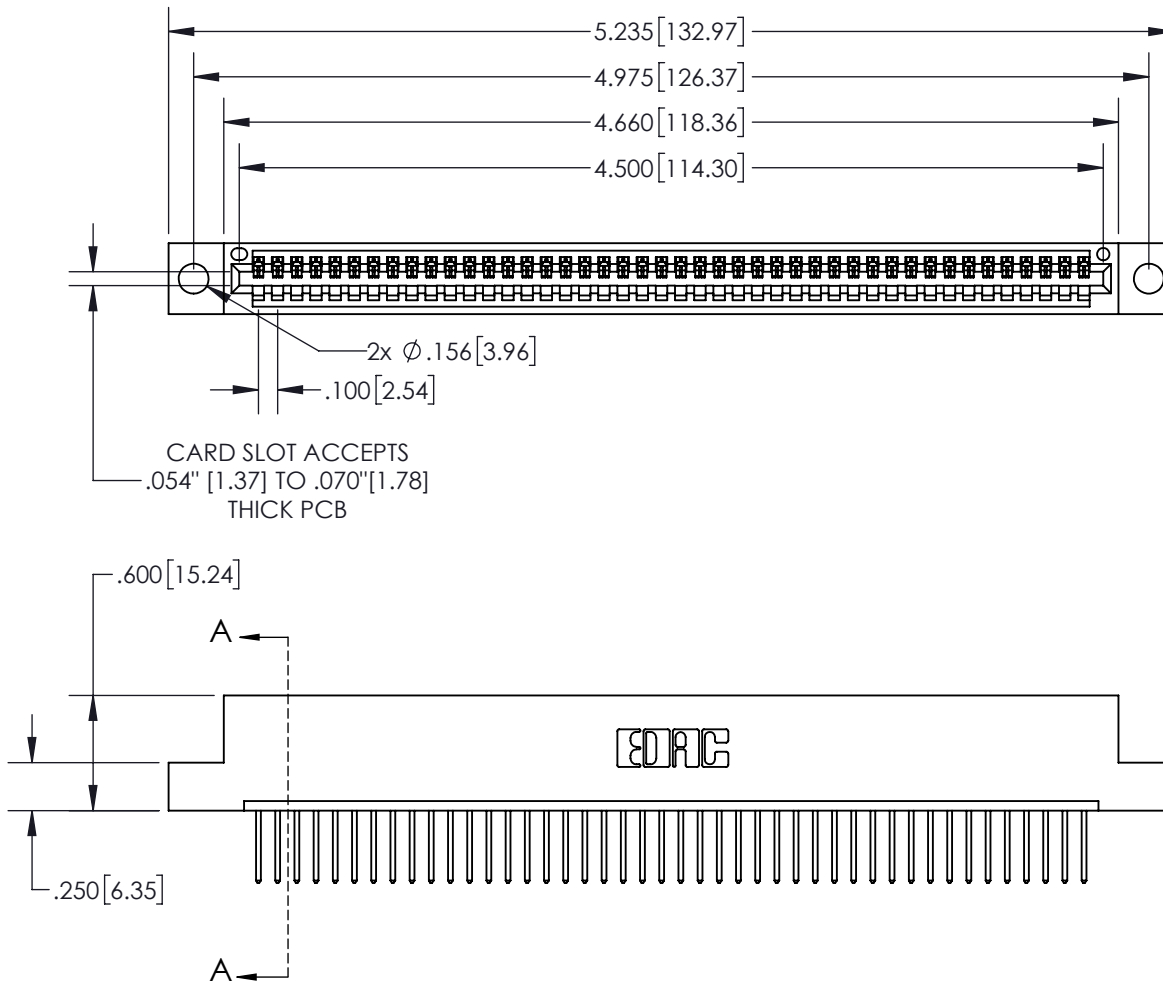 5.235[132.97]
4.975[126.37]
4.660[118.36]
4.500[114.30]
2x Ø.156[3.96]
.100[2.54]
CARD SLOT ACCEPTS
.054" [1.37] TO .070"[1.78]
THICK PCB
.600[15.24]
A
EDAC
.250[6.35]
A